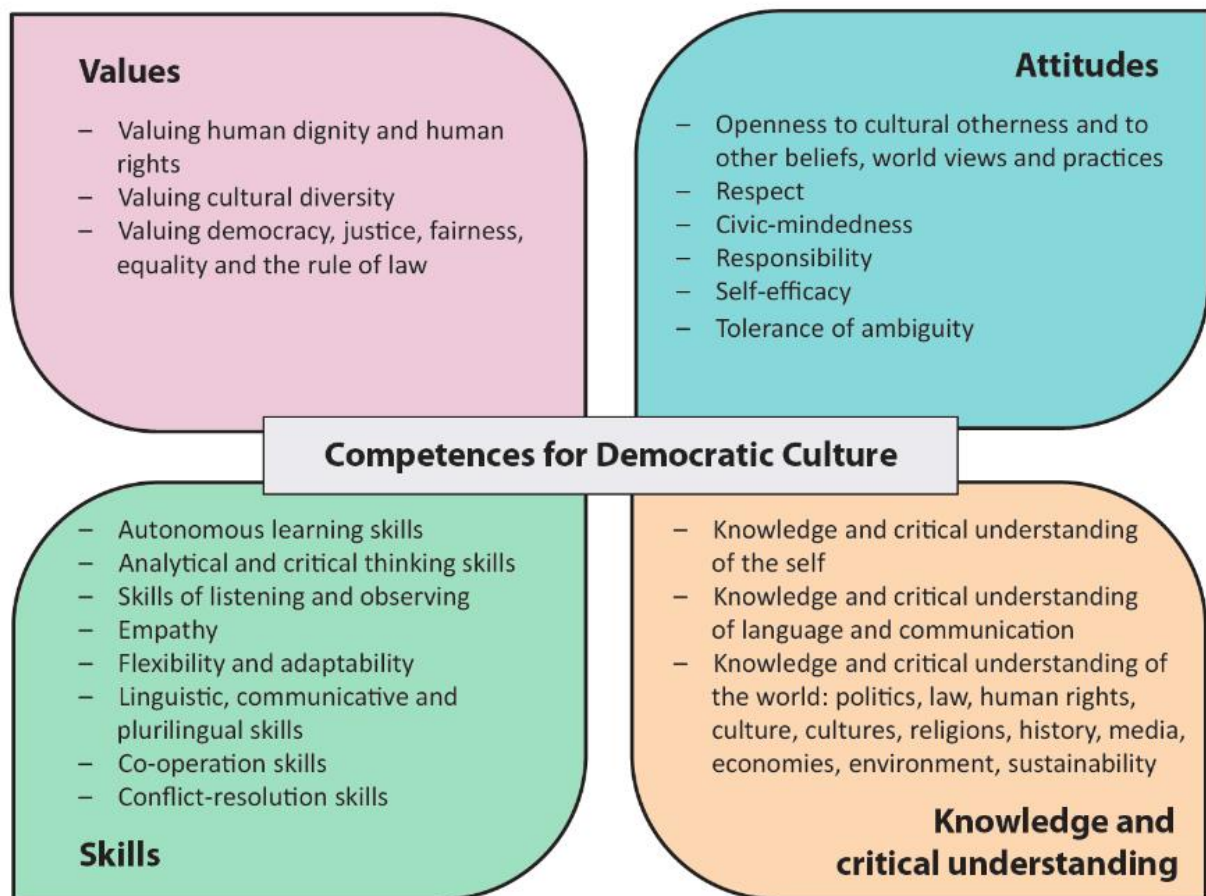 Values
– Valuing human dignity and human
rights
– Valuing cultural diversity
– Valuing democracy, justice, fairness,
equality and the rule of law
Attitudes
– Openness to cultural otherness and to
other beliefs, world views and practices
– Respect
– Civic-mindedness
– Responsibility
– Self-efficacy
– Tolerance of ambiguity
Competences for Democratic Culture
– Autonomous learning skills
– Analytical and critical thinking skills
– Skills of listening and observing
– Empathy
– Flexibility and adaptability
– Linguistic, communicative and
plurilingual skills
– Co-operation skills
– Conflict-resolution skills
Skills
– Knowledge and critical understanding
of the self
– Knowledge and critical understanding
of language and communication
– Knowledge and critical understanding of
the world: politics, law, human rights,
culture, cultures, religions, history, media,
economies, environment, sustainability
Knowledge and
critical understanding